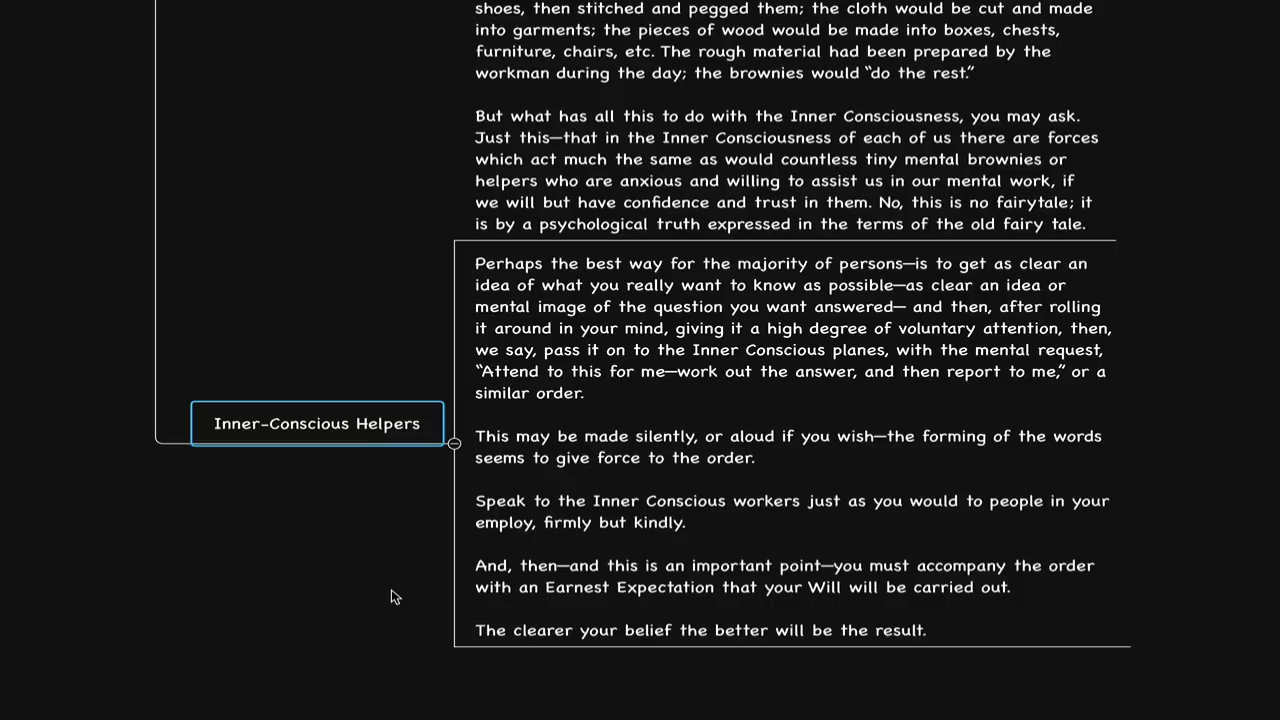 shoes, then stitched and pegged them; the cloth would be cut and made
into garments; the pieces of wood would be made into boxes, chests,
furniture, chairs, etc. The rough material had been prepared by the
workman during the day; the brownies would “do the rest.”
But what has all this to do with the Inner Consciousness, you may ask.
Just this—that in the Inner Consciousness of each of us there are forces
which act much the same as would countless tiny mental brownies or
helpers who are anxious and willing to assist us in our mental work, if
we will but have confidence and trust in them. No, this is no fairytale; it
is by a psychological truth expressed in the terms of the old fairy tale.
Inner-Conscious Helpers
Perhaps the best way for the majority of persons—is to get as clear an
idea of what you really want to know as possible—as clear an idea or
mental image of the question you want answered— and then, after rolling
it around in your mind, giving it a high degree of voluntary attention, then,
we say, pass it on to the Inner Conscious planes, with the mental request,
“Attend to this for me—work out the answer, and then report to me,” or a
similar order.
This may be made silently, or aloud if you wish—the forming of the words
seems to give force to the order.
Speak to the Inner Conscious workers just as you would to people in your
employ, firmly but kindly.
And, then—and this is an important point—you must accompany the order
with an Earnest Expectation that your Will will be carried out.
The clearer your belief the better will be the result.